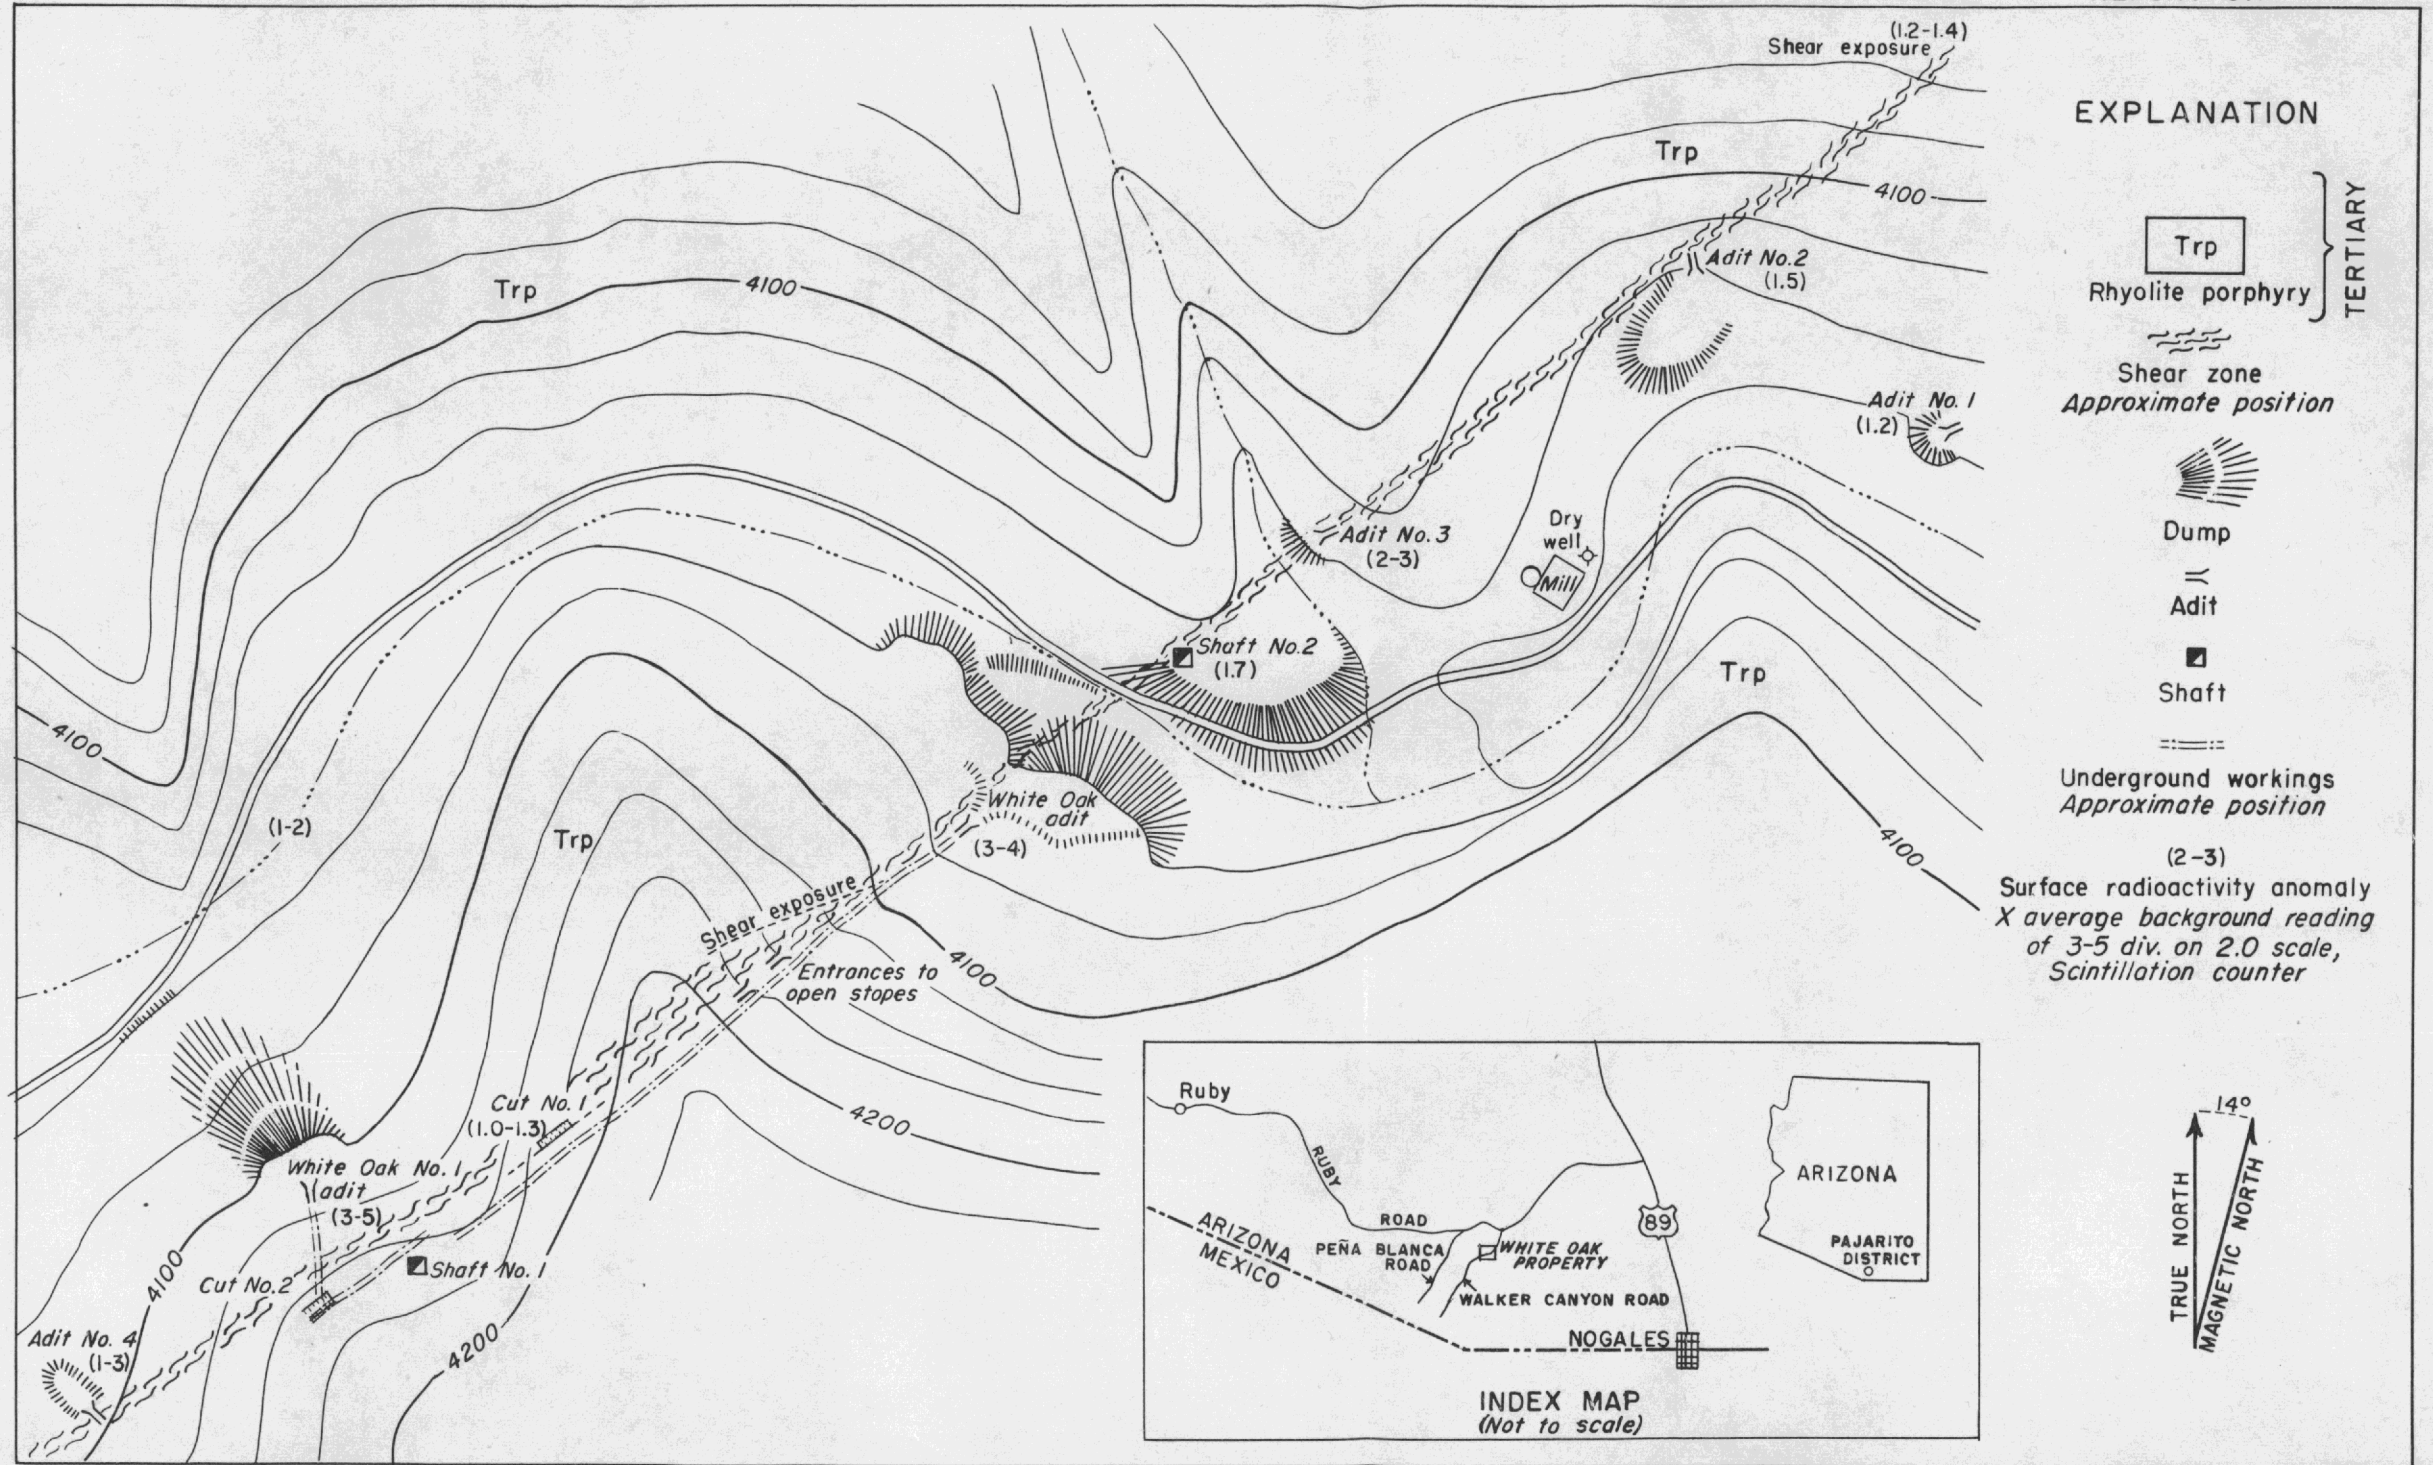 (1.2-1.4)
Shear exposure
Trp
4100
Adit No. 2
(1.5)
Adit No. 1
(1.2)
Trp
4100
Adit No. 3
(2-3)
Dry
well
Mill
Shaft No. 2
(1.7)
Trp
4100
4100
(1-2)
Trp
White Oak
adit
(3-4)
Shear exposure
4100
Entrances to
open stopes
Cut No. 1
(1.0-1.3)
4200
White Oak No. 1
adit
(3-5)
Shaft No. 1
Cut No. 2
4100
4200
Adit No. 4
(1-3)
EXPLANATION
Trp
Rhyolite porphyry
TERTIARY
Shear zone
Approximate position
Dump
Adit
Shaft
Underground workings
Approximate position
(2-3)
Surface radioactivity anomaly
X average background reading
of 3-5 div. on 2.0 scale,
Scintillation counter
14°
TRUE NORTH
MAGNETIC NORTH
Ruby
RUBY
ROAD
ARIZONA
MEXICO
PEÑA BLANCA
ROAD
WHITE OAK
PROPERTY
WALKER CANYON ROAD
89
NOGALES
ARIZONA
PAJARITO
DISTRICT
INDEX MAP
(Not to scale)